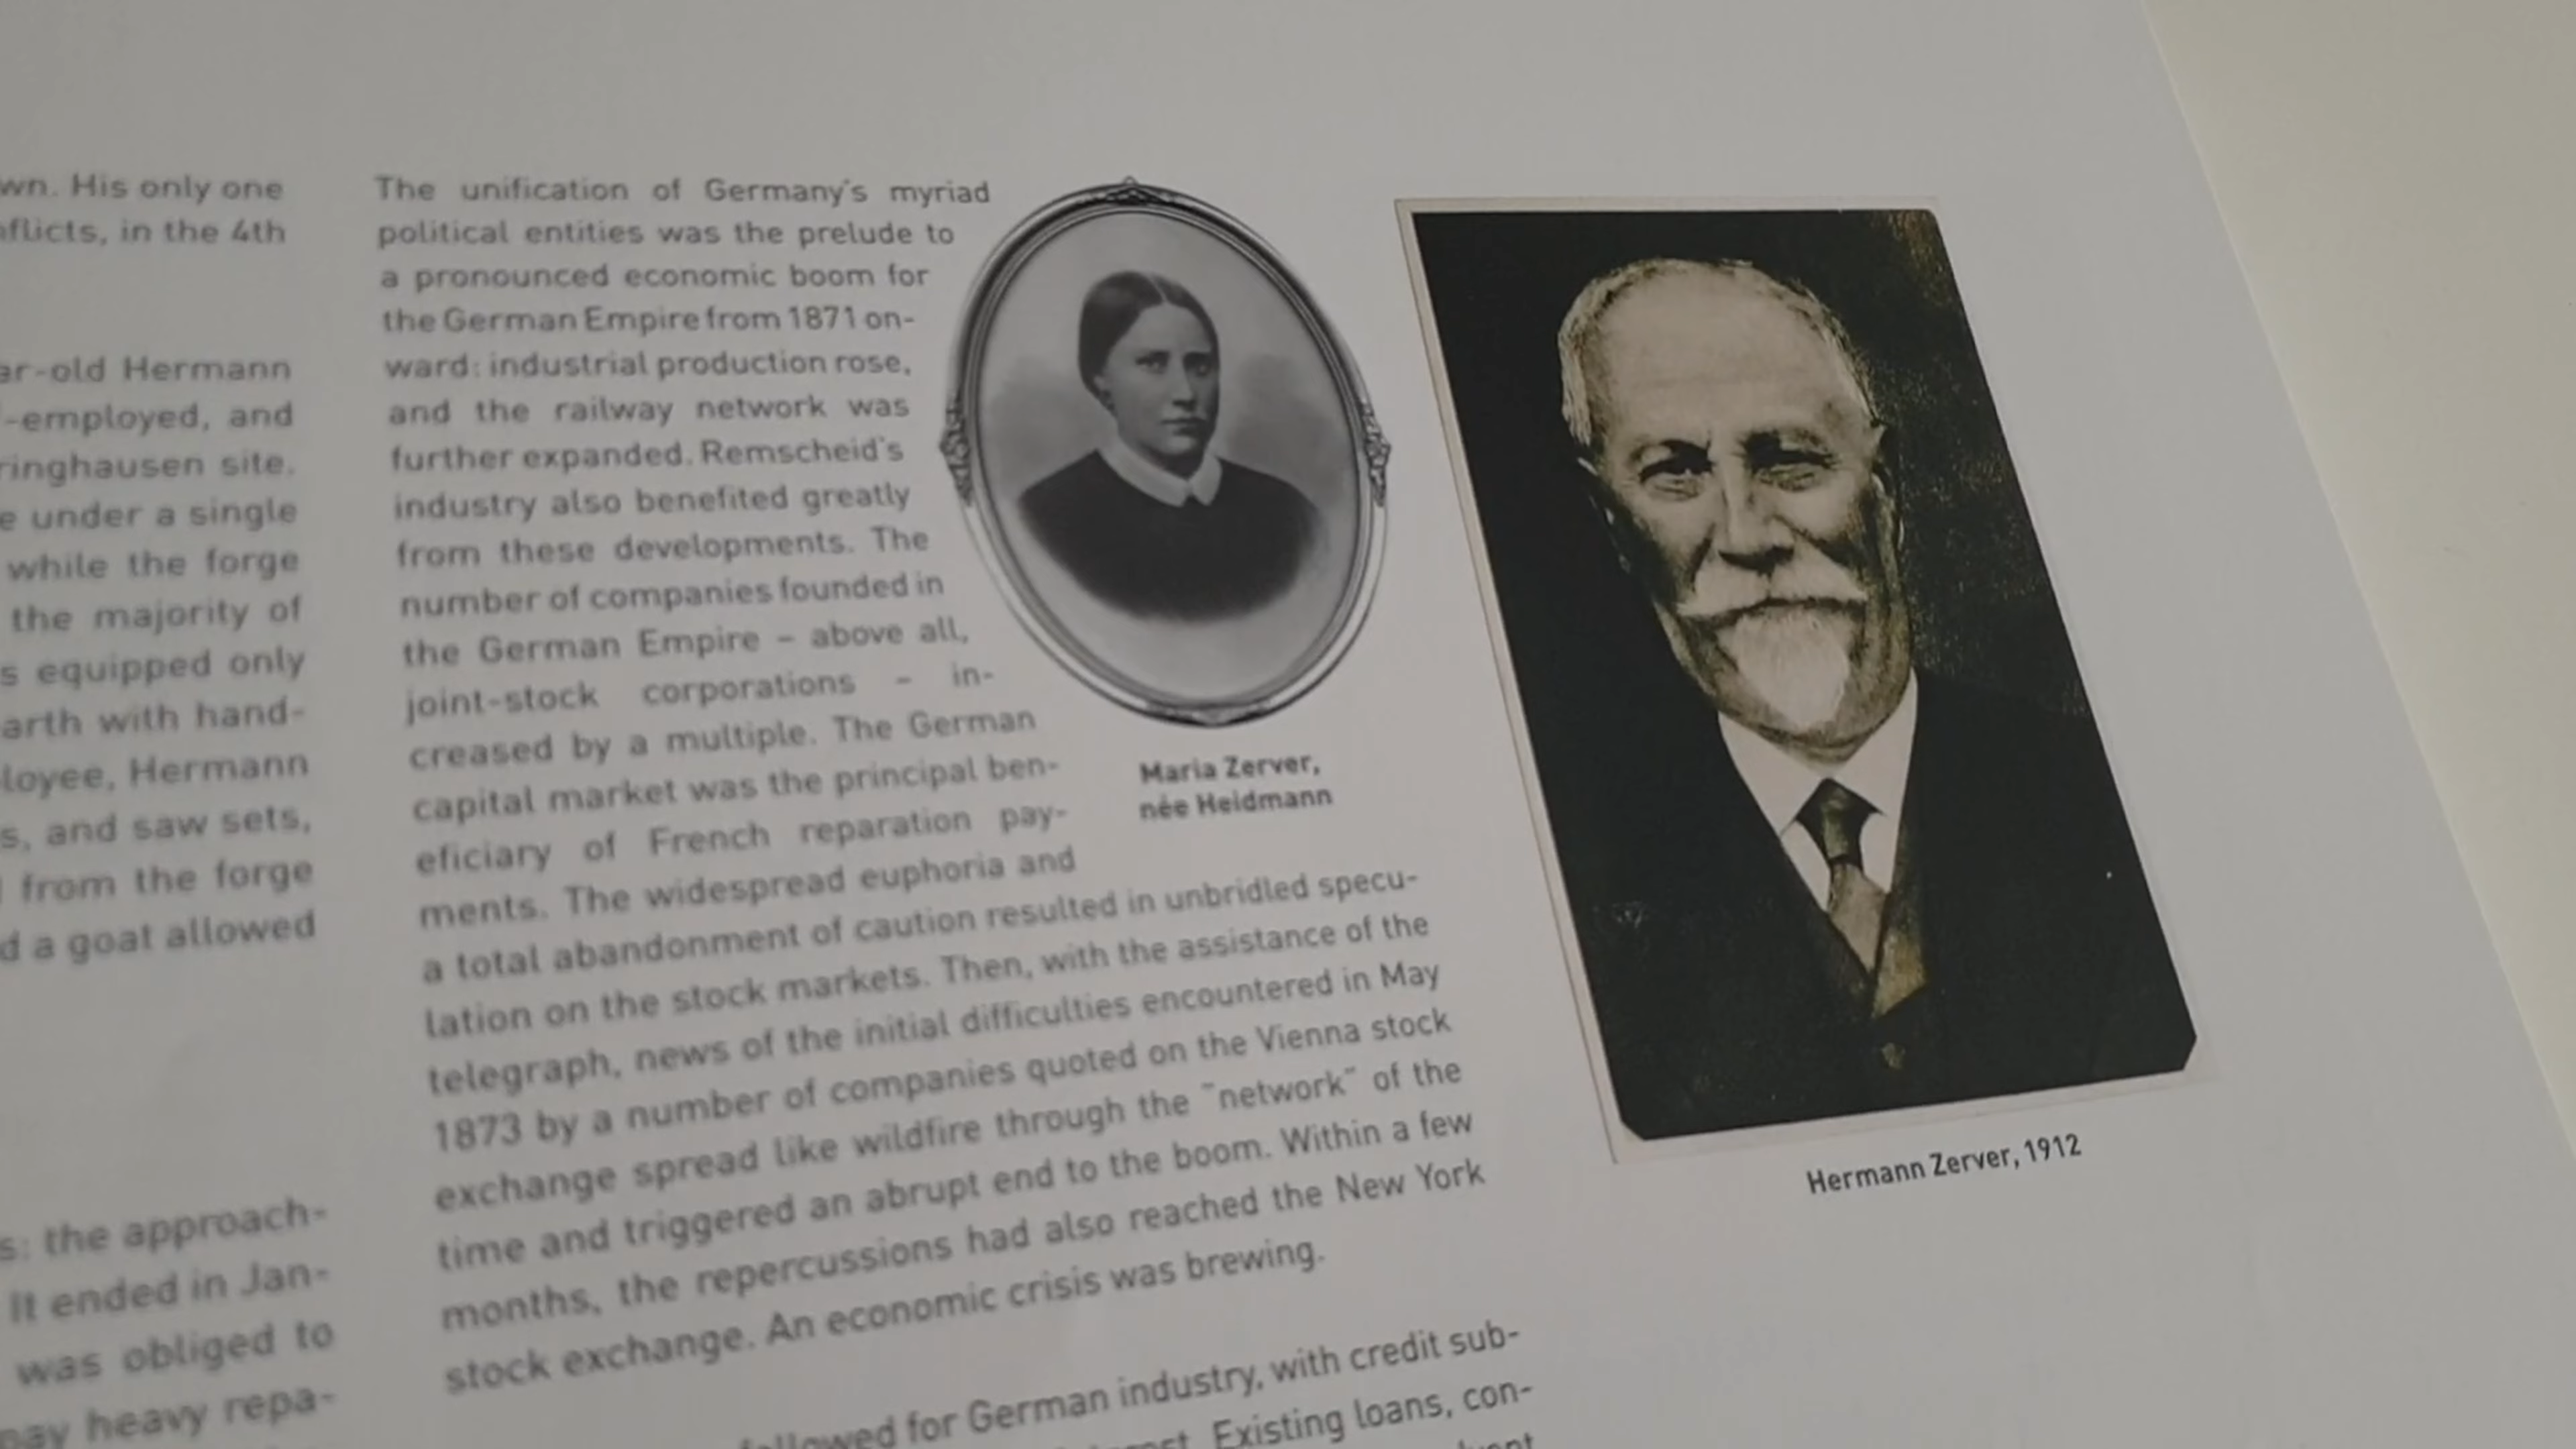 wn. His only one
flicts, in the 4th
ar-old Hermann
-employed, and
ringhausen site.
e under a single
while the forge
the majority of
s equipped only
arth with hand-
loyee, Hermann
s, and saw sets,
from the forge
d a goat allowed
s: the approach-
It ended in Jan-
was obliged to
pay heavy repa-
The unification of Germany's myriad
political entities was the prelude to
a pronounced economic boom for
the German Empire from 1871 on-
ward: industrial production rose,
and the railway network was
further expanded. Remscheid's
industry also benefited greatly
from these developments. The
number of companies founded in
the German Empire – above all,
joint-stock corporations – in-
creased by a multiple. The German
capital market was the principal ben-
eficiary of French reparation pay-
ments. The widespread euphoria and
a total abandonment of caution resulted in unbridled specu-
lation on the stock markets. Then, with the assistance of the
telegraph, news of the initial difficulties encountered in May
1873 by a number of companies quoted on the Vienna stock
exchange spread like wildfire through the "network" of the
time and triggered an abrupt end to the boom. Within a few
months, the repercussions had also reached the New York
stock exchange. An economic crisis was brewing.
followed for German industry, with credit sub-
Existing loans, con-
Maria Zerver,
née Heidmann
Hermann Zerver, 1912